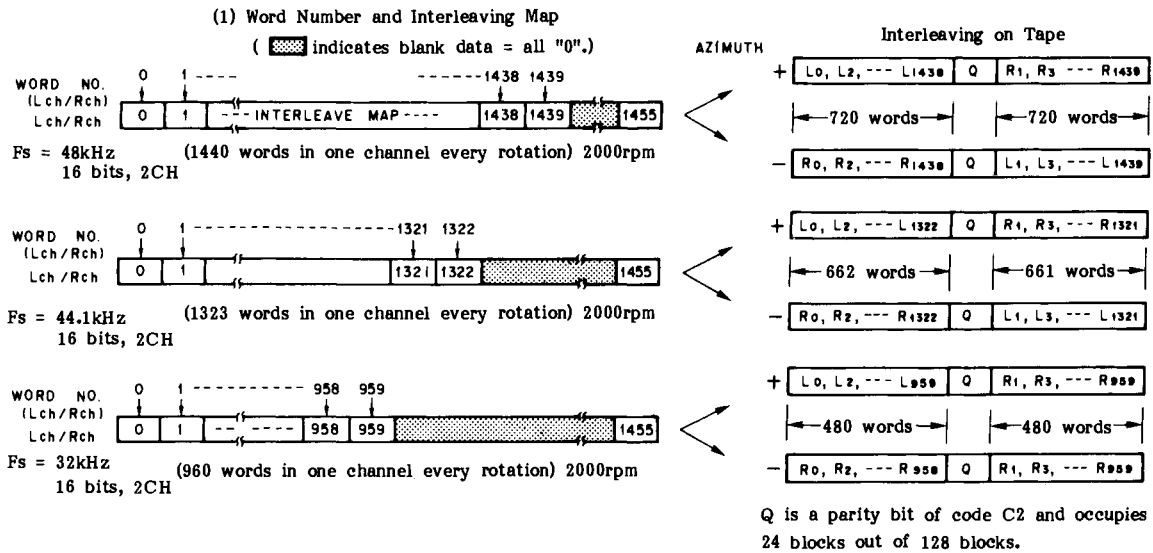 (1) Word Number and Interleaving Map
( indicates blank data = all "0".)
AZIMUTH
Interleaving on Tape
WORD NO.
(Lch/Rch)
0 1 ---- ---- 1438 1439
Lch/Rch
0 1 ---- INTERLEAVE MAP ---- 1438 1439 1455
Fs = 48kHz
16 bits, 2CH
(1440 words in one channel every rotation) 2000rpm
+ L0, L2, --- L1438 Q R1, R3 --- R1439
720 words 720 words
- R0, R2, --- R1438 Q L1, L3, --- L1439
WORD NO.
(Lch/Rch)
0 1 ---- 1321 1322
Lch/Rch
0 1 1321 1322 1455
Fs = 44.1kHz
16 bits, 2CH
(1323 words in one channel every rotation) 2000rpm
+ L0, L2, --- L1322 Q R1, R3, --- R1321
662 words 661 words
- R0, R2, --- R1322 Q L1, L3, --- L1321
WORD NO.
(Lch/Rch)
0 1 ---- 958 959
Lch/Rch
0 1 ---- 958 959 1455
Fs = 32kHz
16 bits, 2CH
(960 words in one channel every rotation) 2000rpm
+ L0, L2, --- L959 Q R1, R3, --- R959
480 words 480 words
- R0, R2, --- R958 Q R1, R3, --- R959
Q is a parity bit of code C2 and occupies
24 blocks out of 128 blocks.